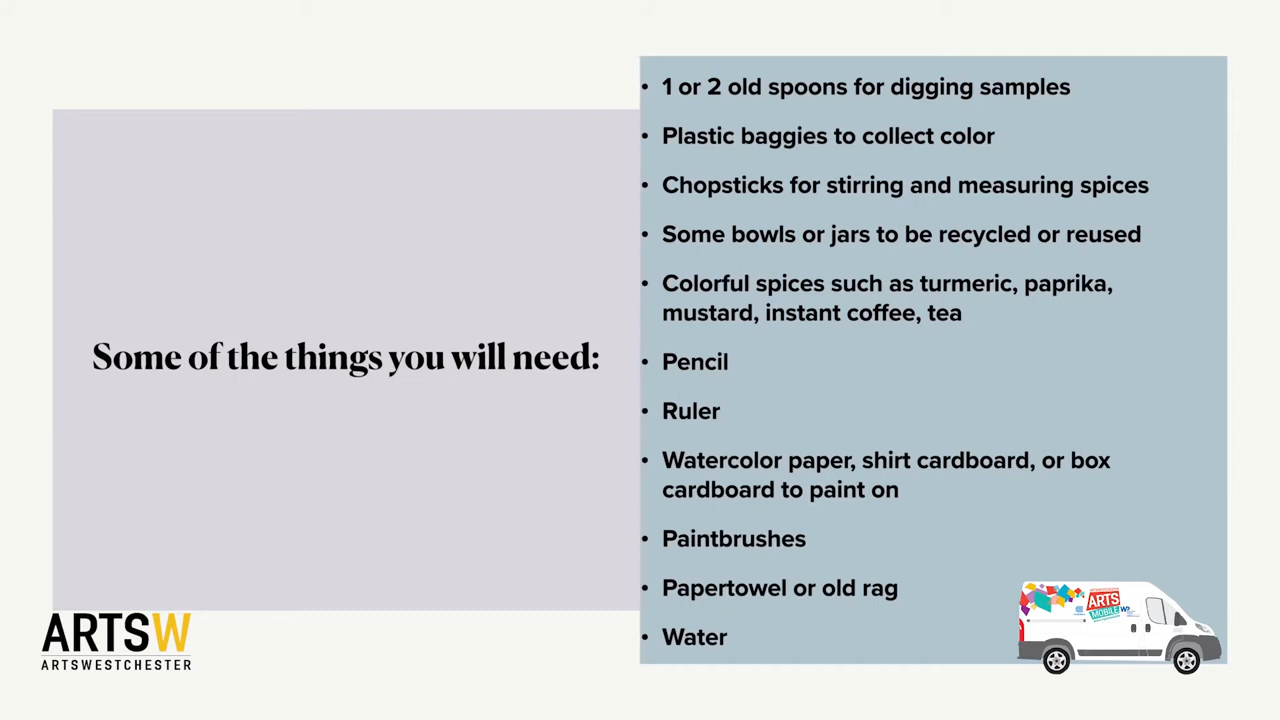 Some of the things you will need:
• 1 or 2 old spoons for digging samples
• Plastic baggies to collect color
• Chopsticks for stirring and measuring spices
• Some bowls or jars to be recycled or reused
• Colorful spices such as turmeric, paprika,
mustard, instant coffee, tea
• Pencil
• Ruler
• Watercolor paper, shirt cardboard, or box
cardboard to paint on
• Paintbrushes
• Papertowel or old rag
• Water
ARTSW
ARTSWESTCHESTER
ARTS
MOBILE